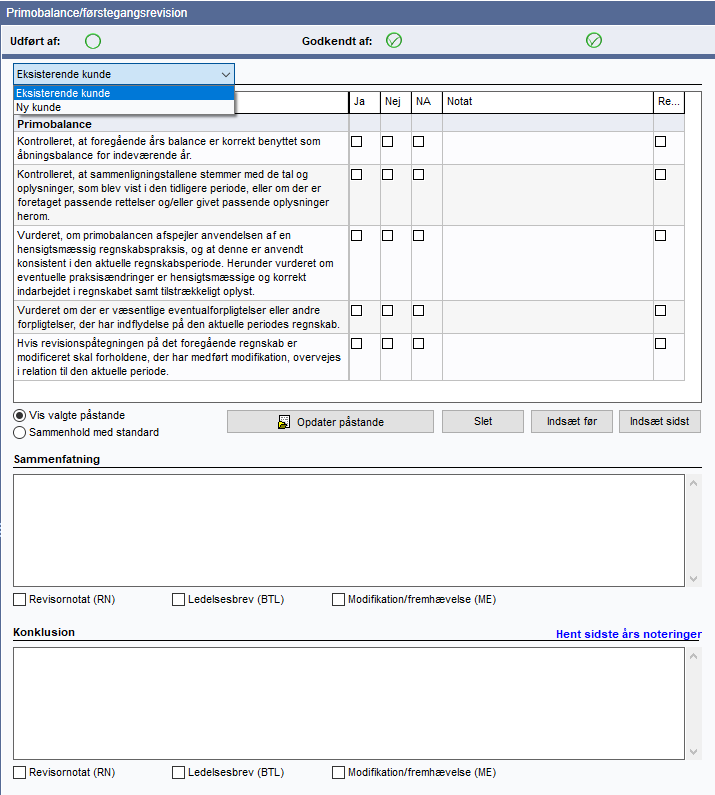 Primobalance/førstegangsrevision
Udført af: Godkendt af:
Eksisterende kunde
Eksisterende kunde
Ny kunde
Ja Nej NA Notat Re...
Primobalance
Kontrolleret, at foregående års balance er korrekt benyttet som
åbningsbalance for indeværende år.
Kontrolleret, at sammenligningstallene stemmer med de tal og
oplysninger, som blev vist i den tidligere periode, eller om der er
foretaget passende rettelser og/eller givet passende oplysninger
herom.
Vurderet, om primobalancen afspejler anvendelsen af en
hensigtsmæssig regnskabspraksis, og at denne er anvendt
konsistent i den aktuelle regnskabsperiode. Herunder vurderet om
eventuelle praksisændringer er hensigtsmæssige og korrekt
indarbejdet i regnskabet samt tilstrækkeligt oplyst.
Vurderet om der er væsentlige eventualforpligtelser eller andre
forpligtelser, der har indflydelse på den aktuelle periodes regnskab.
Hvis revisionspåtegningen på det foregående regnskab er
modificeret skal forholdene, der har medført modifikation, overvejes
i relation til den aktuelle periode.
Vis valgte påstande
Sammenhold med standard
Opdater påstande Slet Indsæt før Indsæt sidst
Sammenfatning
Revisornotat (RN) Ledelsesbrev (BTL) Modifikation/fremhævelse (ME)
Konklusion Hent sidste års noteringer
Revisornotat (RN) Ledelsesbrev (BTL) Modifikation/fremhævelse (ME)